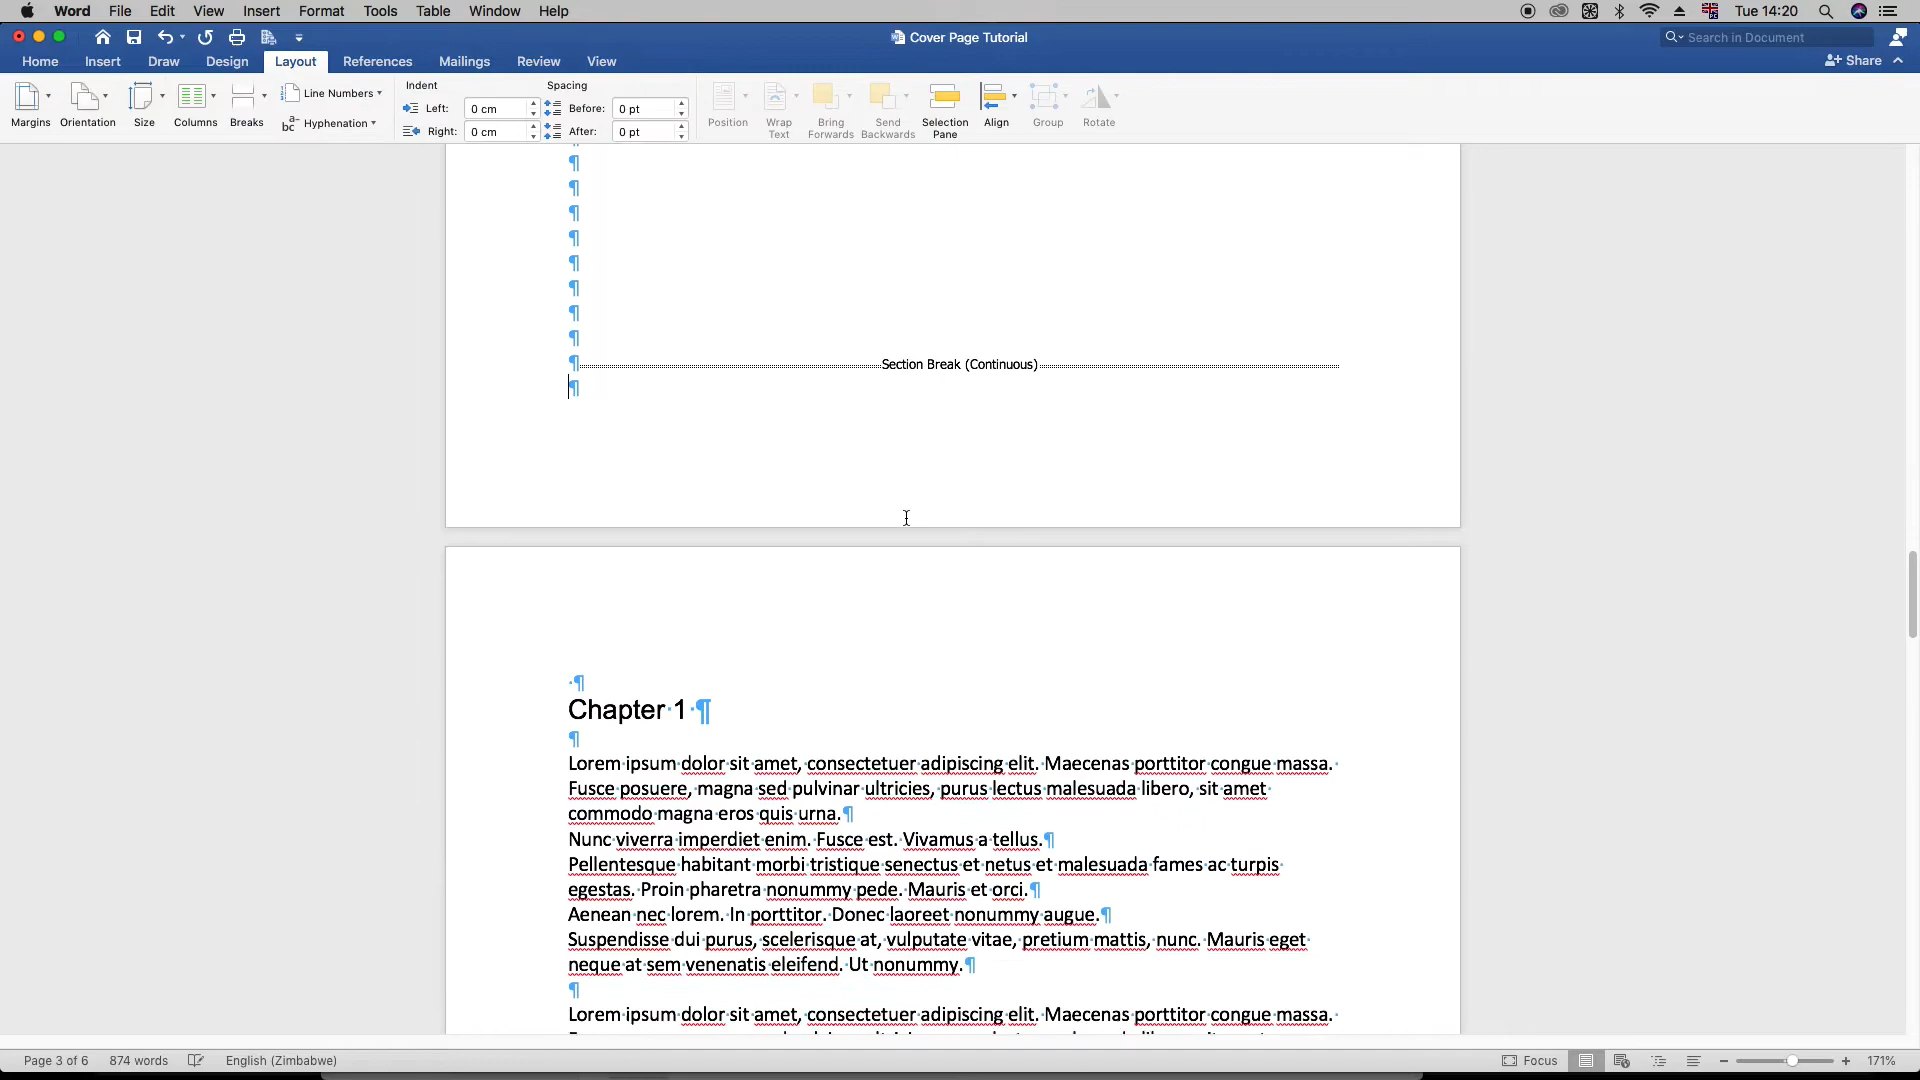 Word File Edit View Insert Format Tools Table Window Help Tue 14:20
Cover Page Tutorial Search in Document
Home Insert Draw Design Layout References Mailings Review View Share
Margins Orientation Size Columns Breaks Line Numbers Hyphenation
Indent Spacing
Left: 0 cm Before: 0 pt
Right: 0 cm After: 0 pt
Position Wrap Text Bring Forwards Send Backwards Selection Pane Align Group Rotate
Section Break (Continuous)
Chapter 1
Lorem ipsum dolor sit amet, consectetuer adipiscing elit. Maecenas porttitor congue massa.
Fusce posuere, magna sed pulvinar ultricies, purus lectus malesuada libero, sit amet
commodo magna eros quis urna.
Nunc viverra imperdiet enim. Fusce est. Vivamus a tellus.
Pellentesque habitant morbi tristique senectus et netus et malesuada fames ac turpis
egestas. Proin pharetra nonummy pede. Mauris et orci.
Aenean nec lorem. In porttitor. Donec laoreet nonummy augue.
Suspendisse dui purus, scelerisque at, vulputate vitae, pretium mattis, nunc. Mauris eget
neque at sem venenatis eleifend. Ut nonummy.
Lorem ipsum dolor sit amet, consectetuer adipiscing elit. Maecenas porttitor congue massa.
Page 3 of 6 874 words English (Zimbabwe) Focus 171%